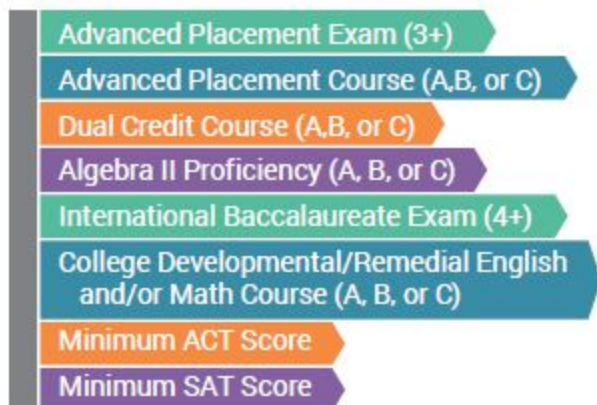 Advanced Placement Exam (3+)
Advanced Placement Course (A,B, or C)
Dual Credit Course (A,B, or C)
Algebra II Proficiency (A, B, or C)
International Baccalaureate Exam (4+)
College Developmental/Remedial English
and/or Math Course (A, B, or C)
Minimum ACT Score
Minimum SAT Score